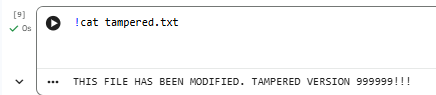 [9]
0s
!cat tampered.txt
THIS FILE HAS BEEN MODIFIED. TAMPERED VERSION 999999!!!